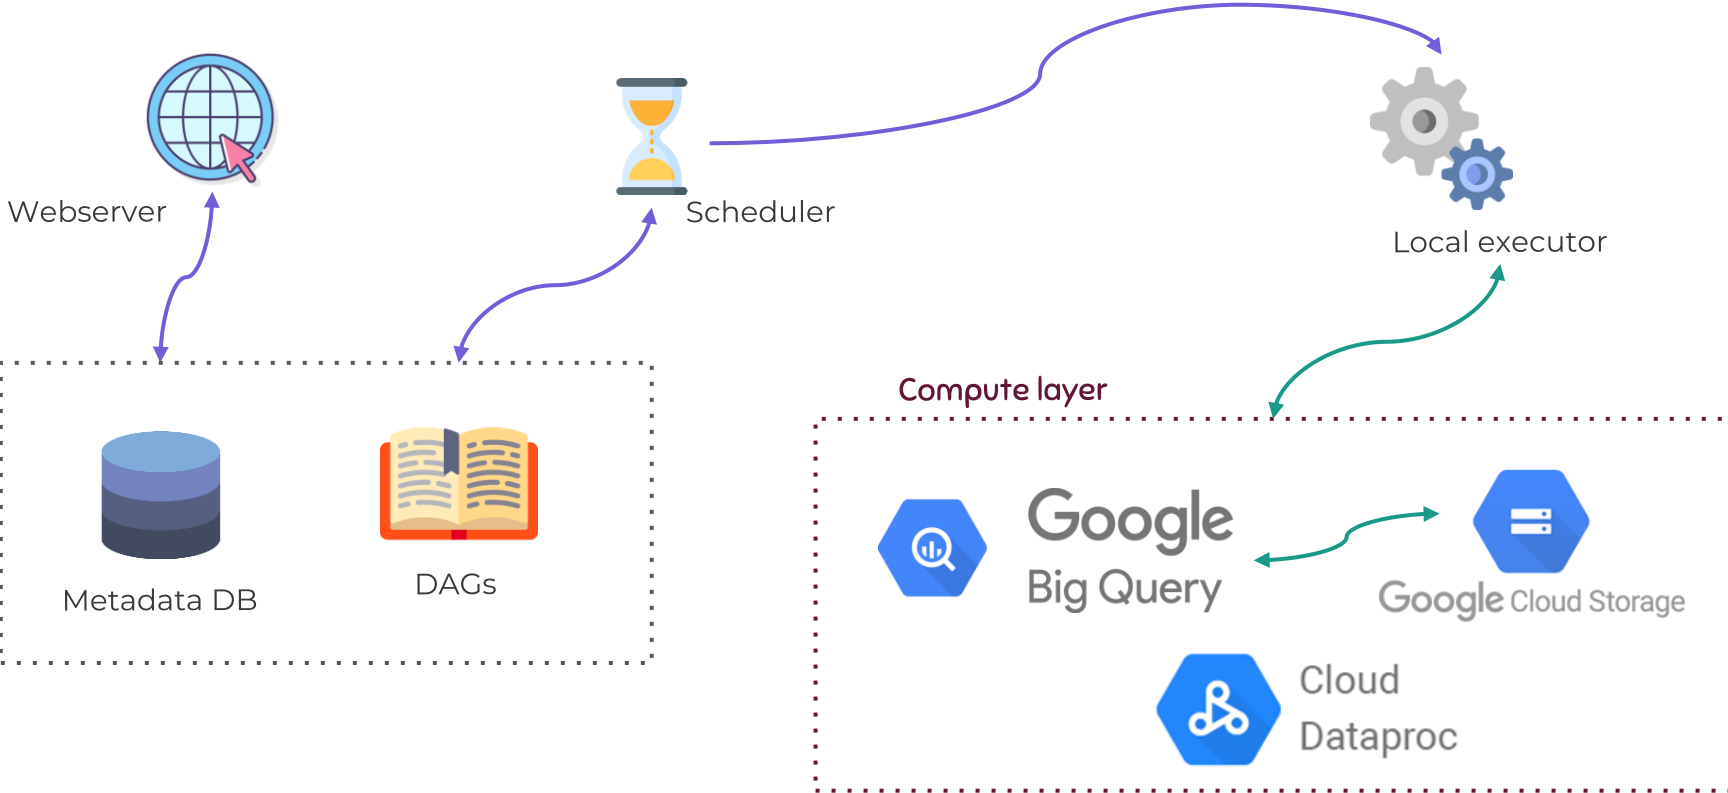 Webserver
Scheduler
Local executor
Compute layer
Metadata DB
DAGs
Google
Big Query
Google Cloud Storage
Cloud
Dataproc